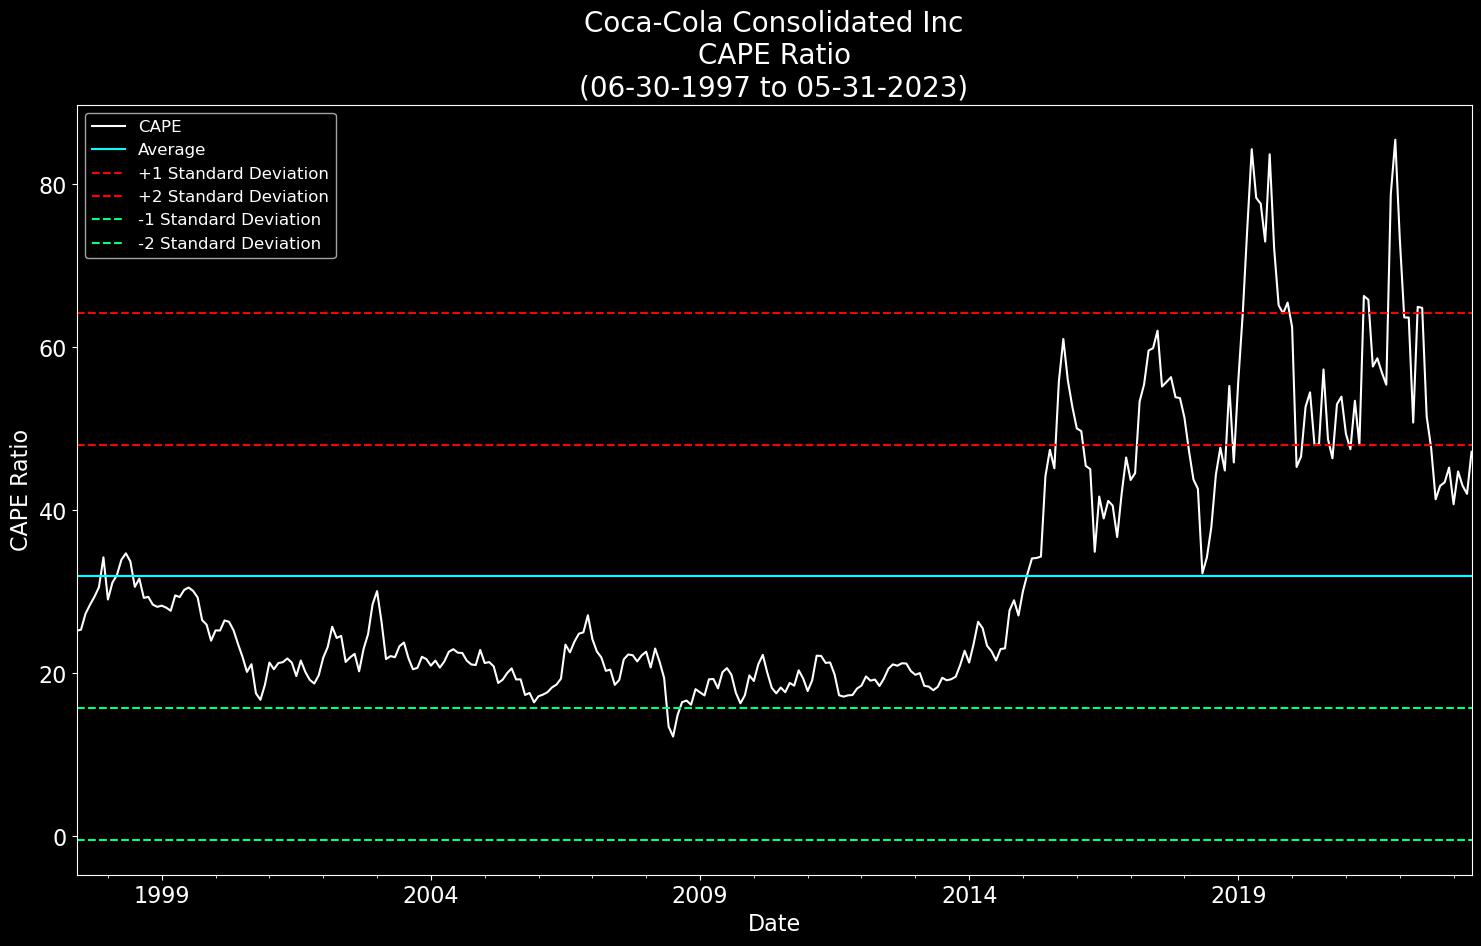 Coca-Cola Consolidated Inc
CAPE Ratio
(06-30-1997 to 05-31-2023)
CAPE
Average
+1 Standard Deviation
+2 Standard Deviation
-1 Standard Deviation
-2 Standard Deviation
80
60
40
20
0
CAPE Ratio
1999
2004
2009
2014
2019
Date